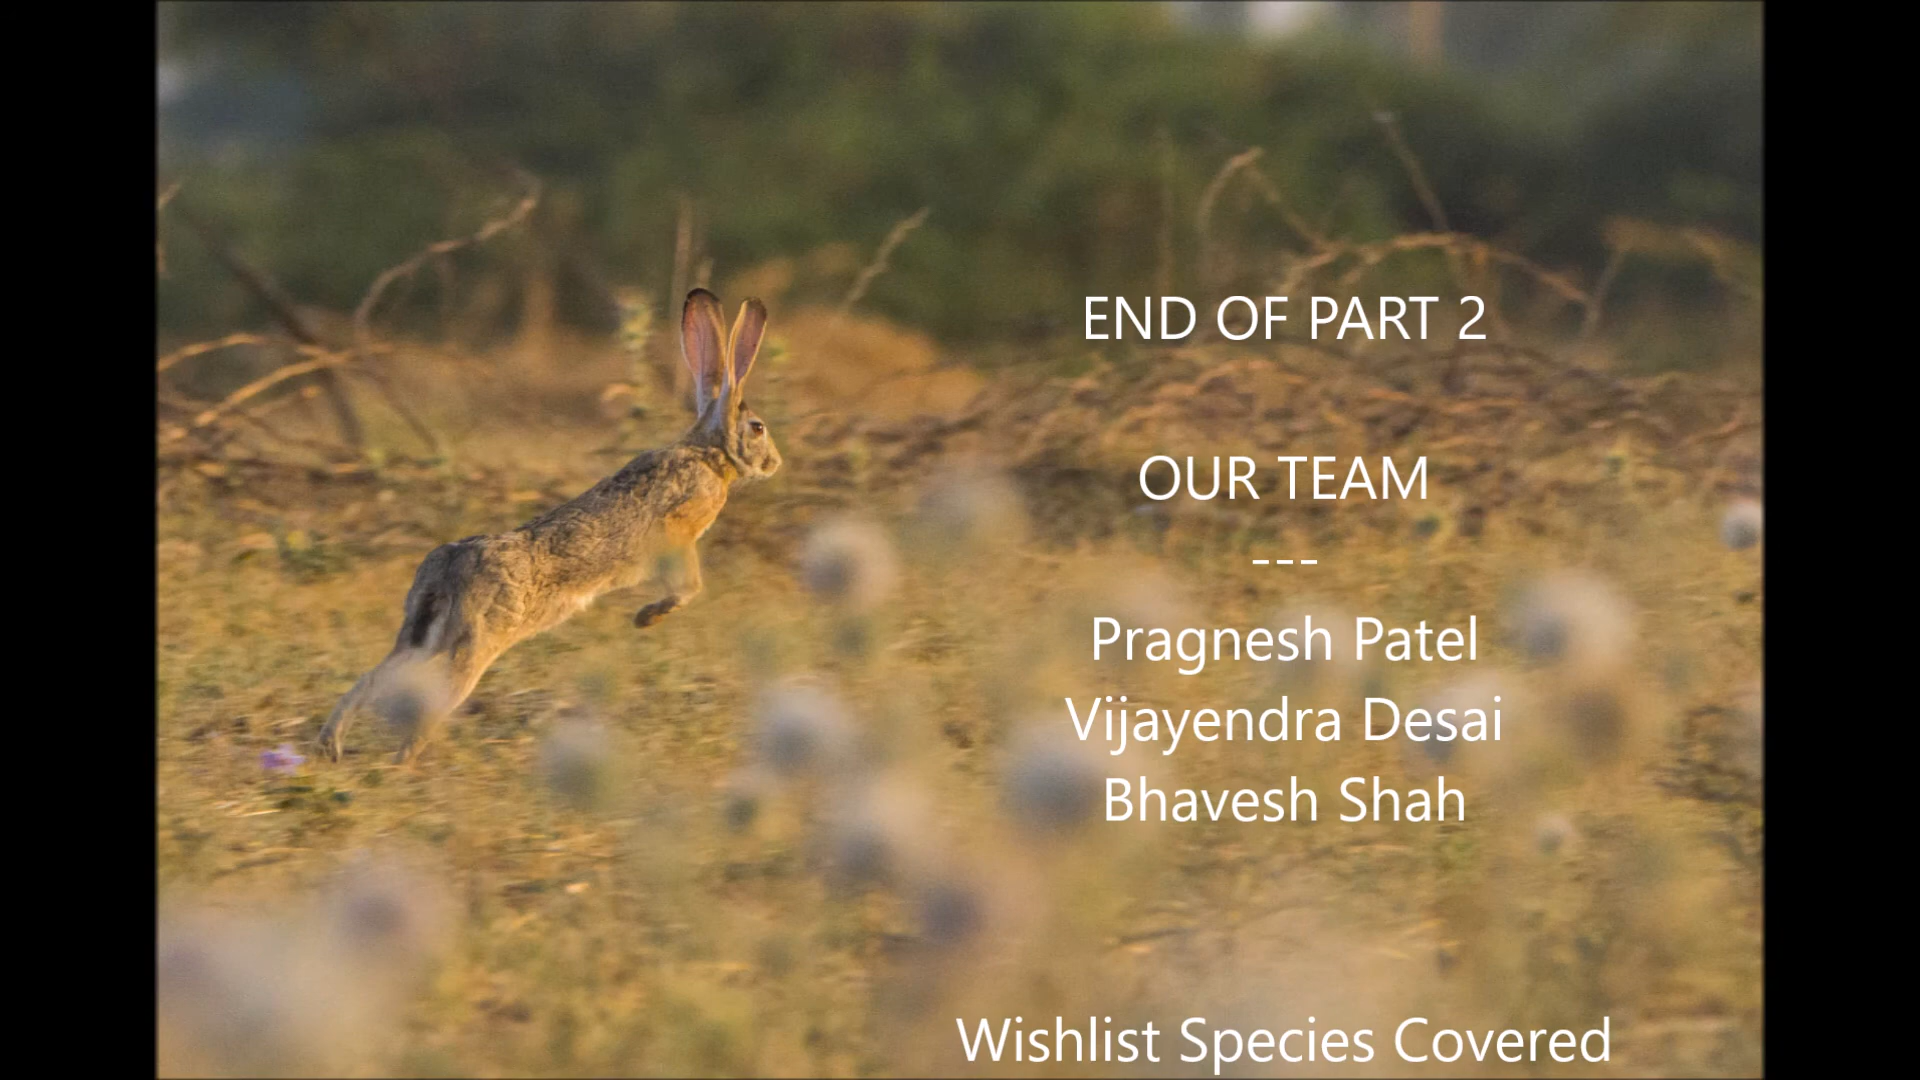 END OF PART 2
OUR TEAM
---
Pragnesh Patel
Vijayendra Desai
Bhavesh Shah
Wishlist Species Covered